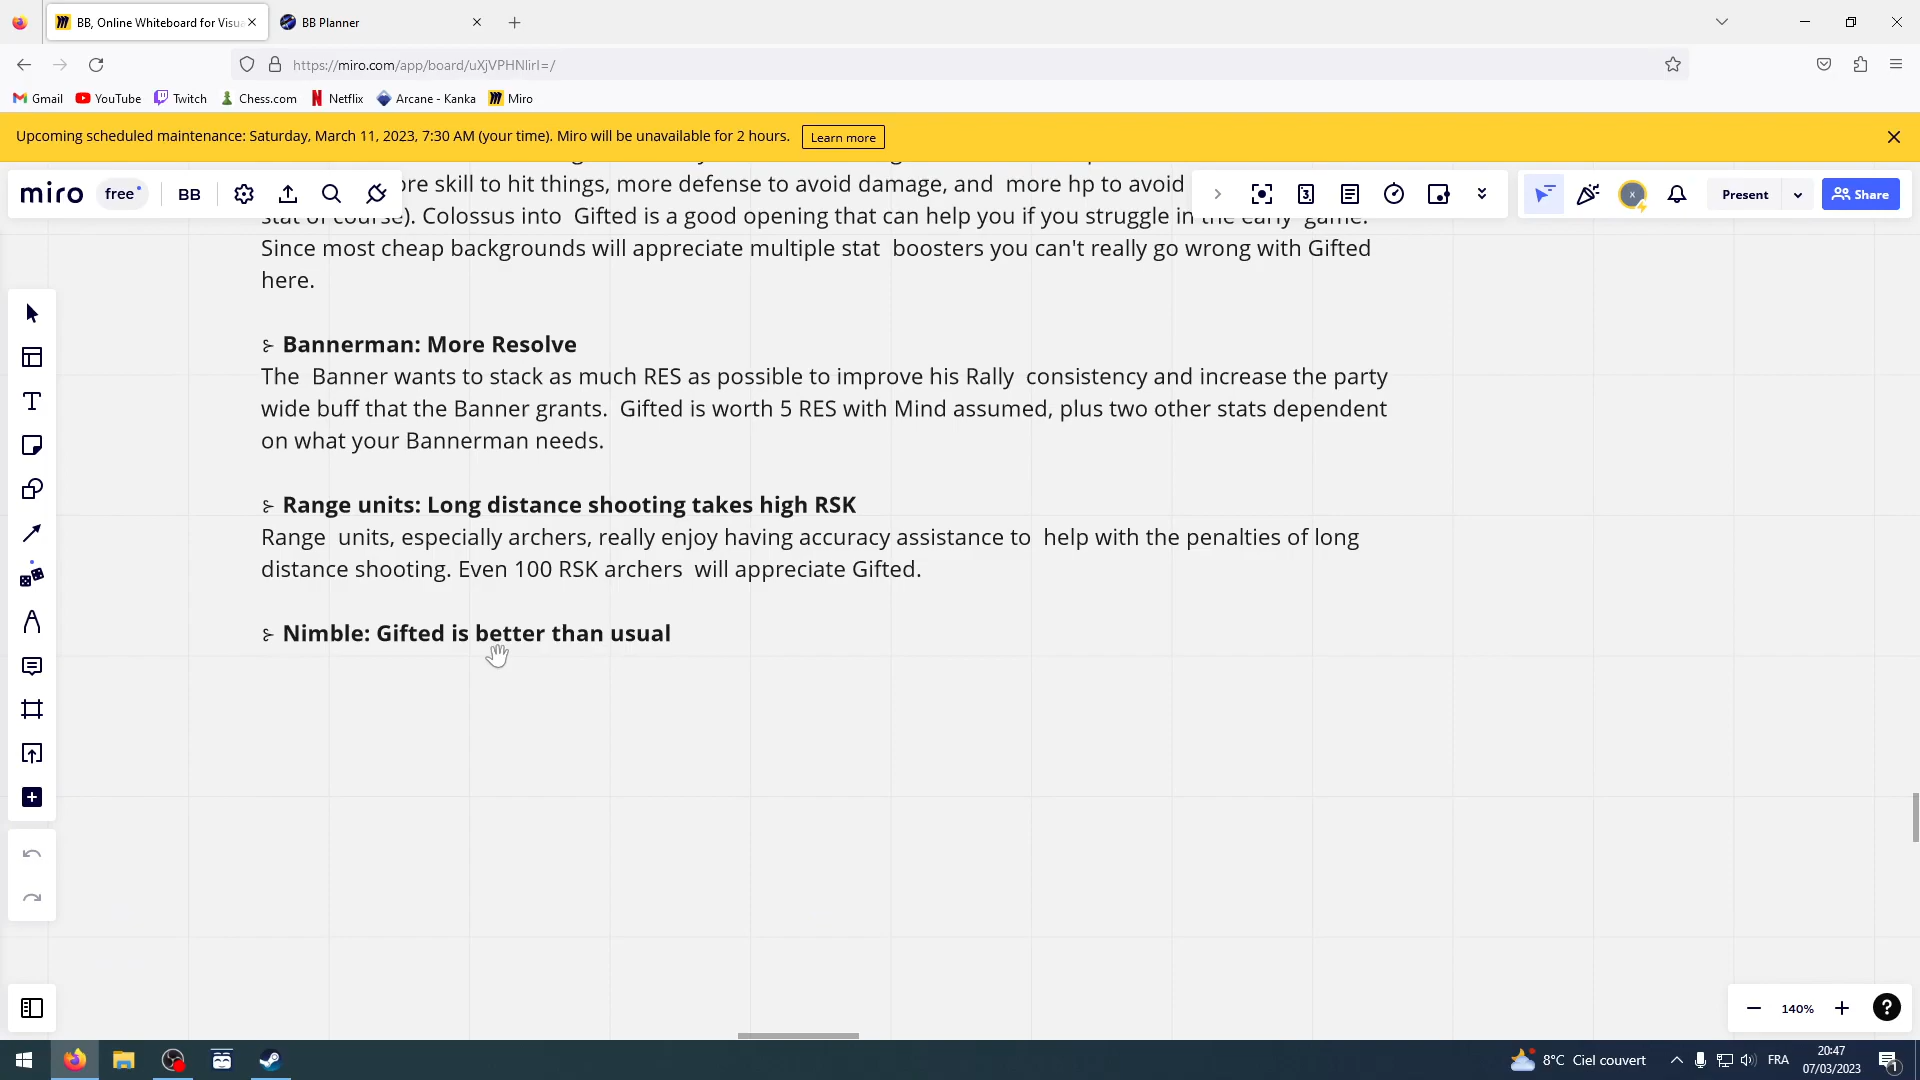 BB, Online Whiteboard for Visu
BB Planner
https://miro.com/app/board/uXjVPHNlirI=/
Gmail
YouTube
Twitch
Chess.com
Netflix
Arcane - Kanka
Miro
Upcoming scheduled maintenance: Saturday, March 11, 2023, 7:30 AM (your time). Miro will be unavailable for 2 hours.
Learn more
miro
free
BB
Present
Share
ore skill to hit things, more defense to avoid damage, and more hp to avoid
stat of course). Colossus into Gifted is a good opening that can help you if you struggle in the early game.
Since most cheap backgrounds will appreciate multiple stat boosters you can't really go wrong with Gifted
here.
⊱ Bannerman: More Resolve
The Banner wants to stack as much RES as possible to improve his Rally consistency and increase the party
wide buff that the Banner grants. Gifted is worth 5 RES with Mind assumed, plus two other stats dependent
on what your Bannerman needs.
⊱ Range units: Long distance shooting takes high RSK
Range units, especially archers, really enjoy having accuracy assistance to help with the penalties of long
distance shooting. Even 100 RSK archers will appreciate Gifted.
⊱ Nimble: Gifted is better than usual
140%
8°C Ciel couvert
FRA
20:47
07/03/2023
1